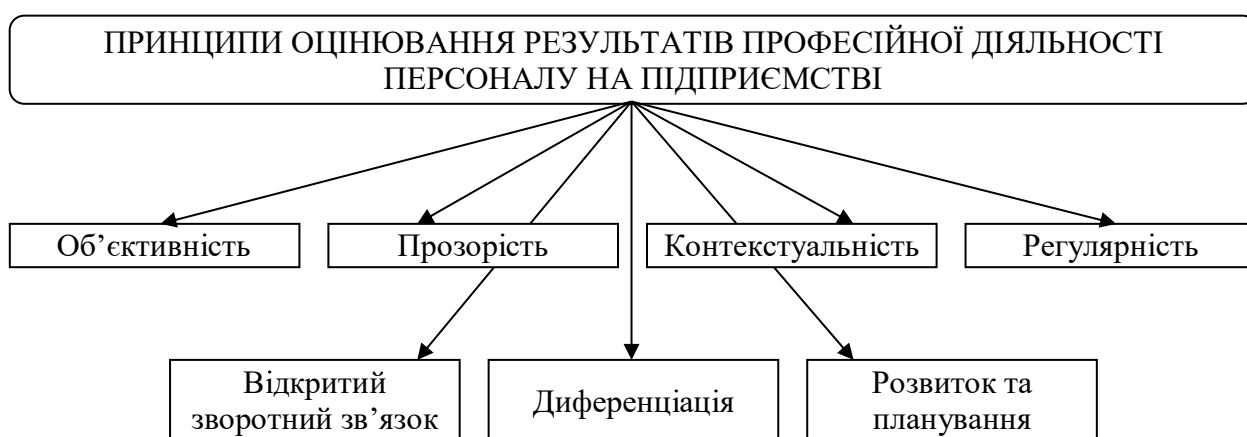 ПРИНЦИПИ ОЦІНЮВАННЯ РЕЗУЛЬТАТІВ ПРОФЕСІЙНОЇ ДІЯЛЬНОСТІ
ПЕРСОНАЛУ НА ПІДПРИЄМСТВІ
Об’єктивність
Прозорість
Контекстуальність
Регулярність
Відкритий
зворотний зв’язок
Диференціація
Розвиток та
планування